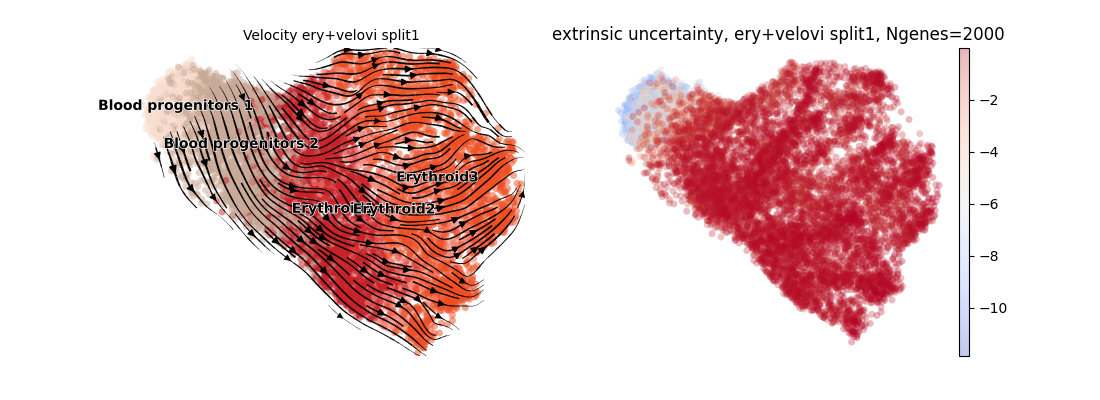 Velocity ery+velovi split1
extrinsic uncertainty, ery+velovi split1, Ngenes=2000
Blood progenitors 1
Blood progenitors 2
Erythroid3
Erythroid2
−2
−4
−6
−8
−10